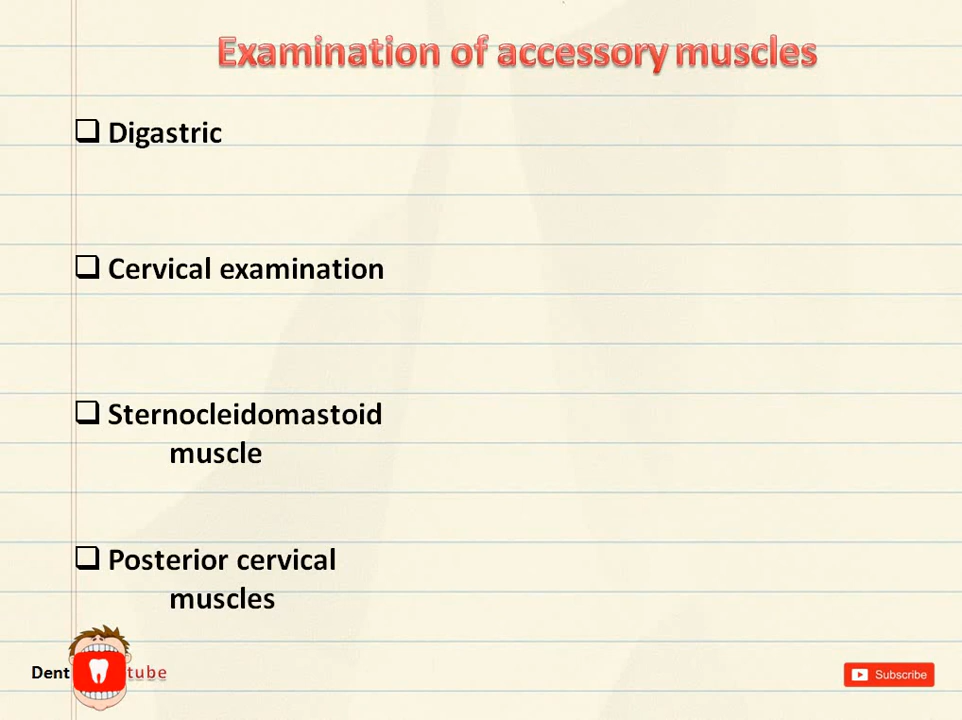 Examination of accessory muscles
Digastric
Cervical examination
Sternocleidomastoid
muscle
Posterior cervical
muscles
Dent tube
Subscribe